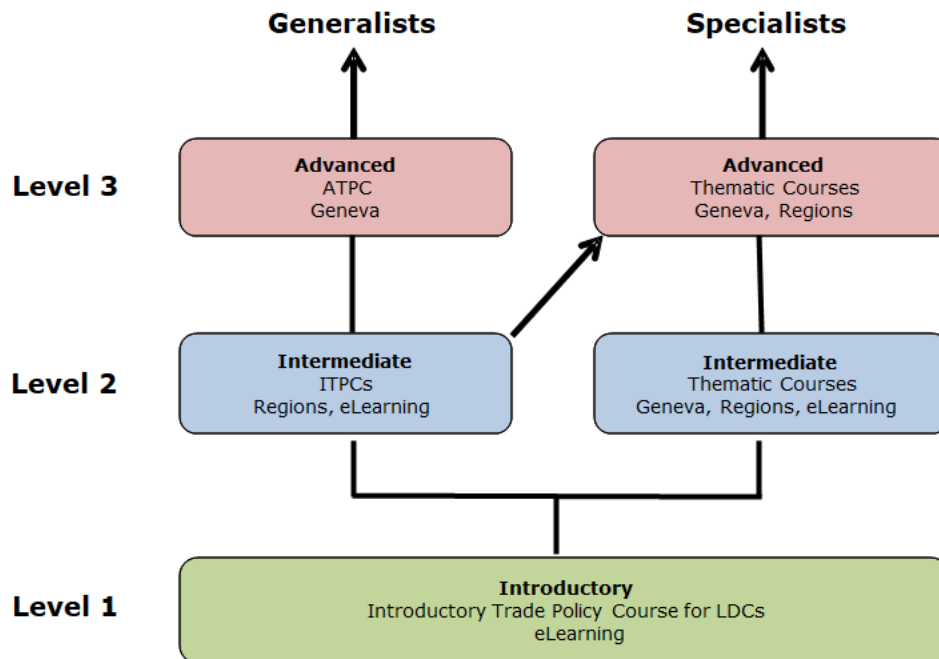 Generalists
Specialists
Level 3
Advanced
ATPC
Geneva
Advanced
Thematic Courses
Geneva, Regions
Level 2
Intermediate
ITPCs
Regions, eLearning
Intermediate
Thematic Courses
Geneva, Regions, eLearning
Level 1
Introductory
Introductory Trade Policy Course for LDCs
eLearning